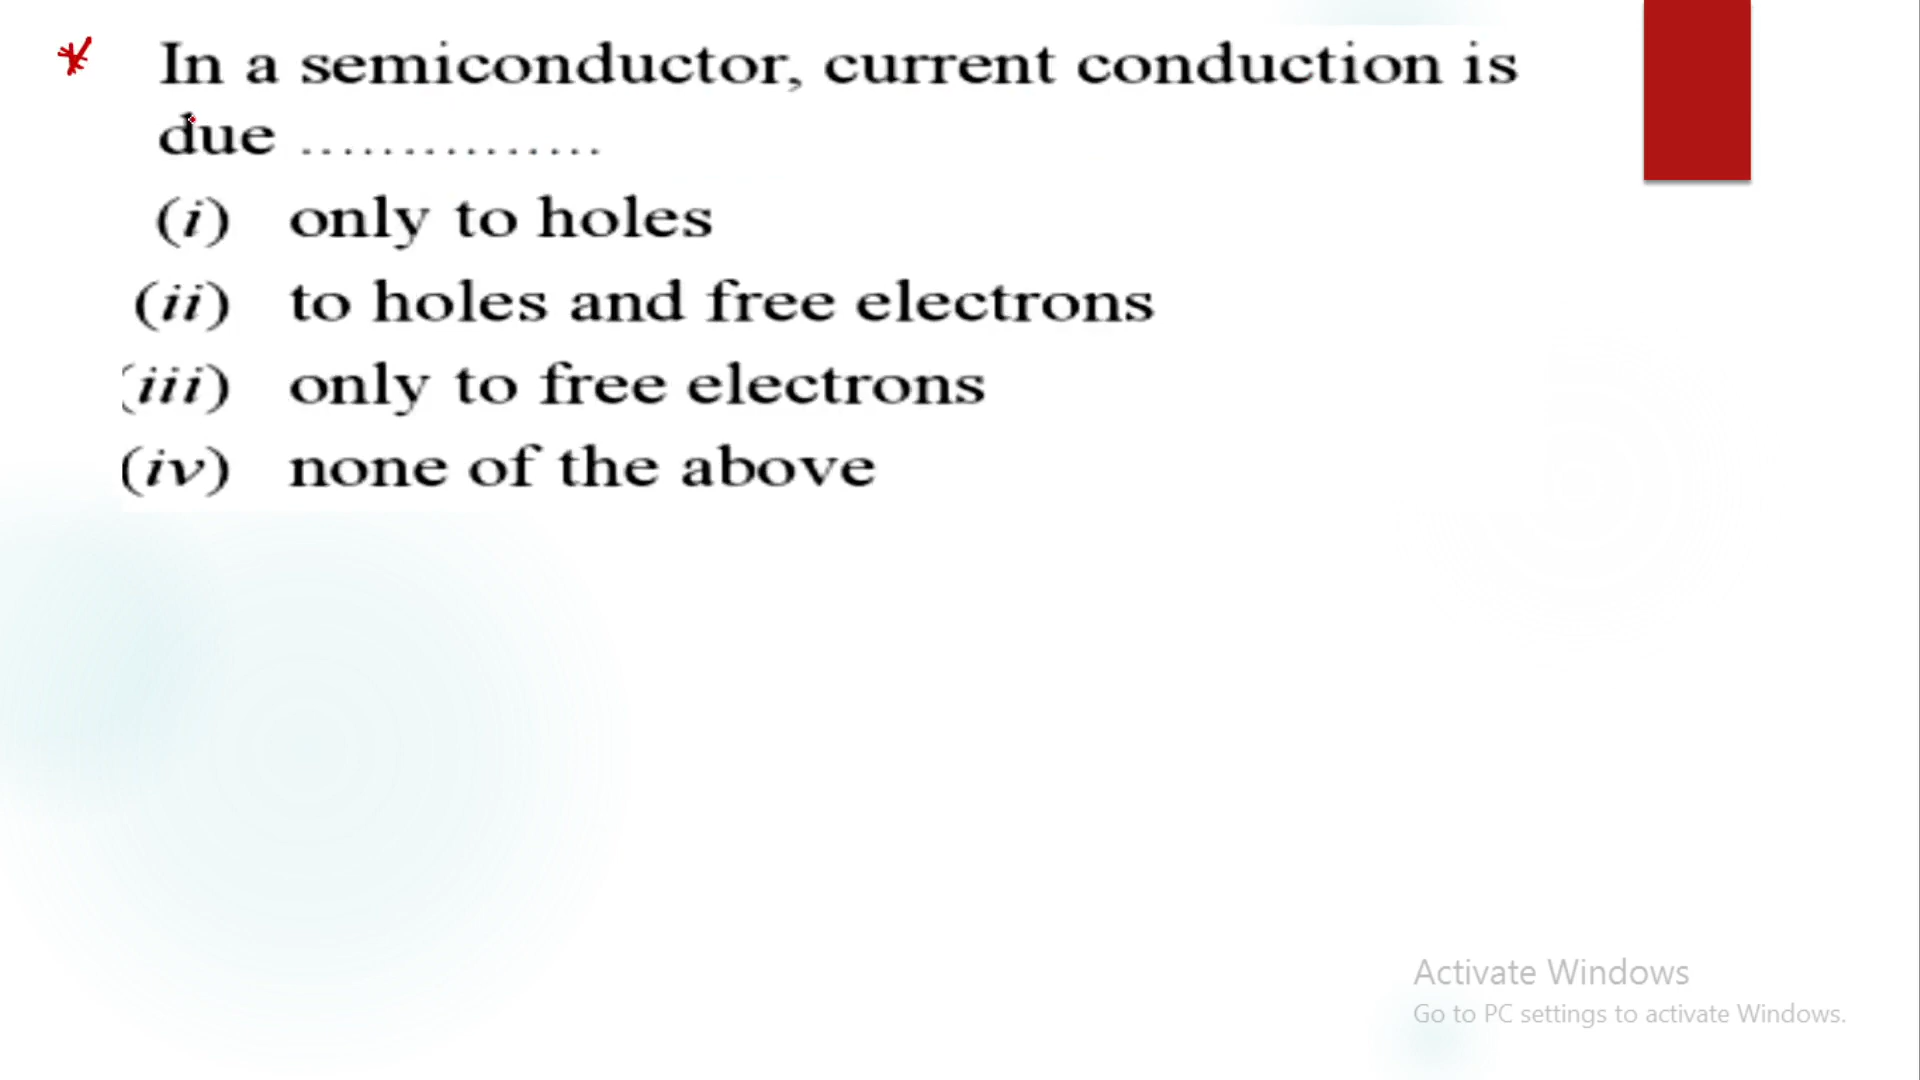 In a semiconductor, current conduction is
due ...............
(i) only to holes
(ii) to holes and free electrons
(iii) only to free electrons
(iv) none of the above
Activate Windows
Go to PC settings to activate Windows.